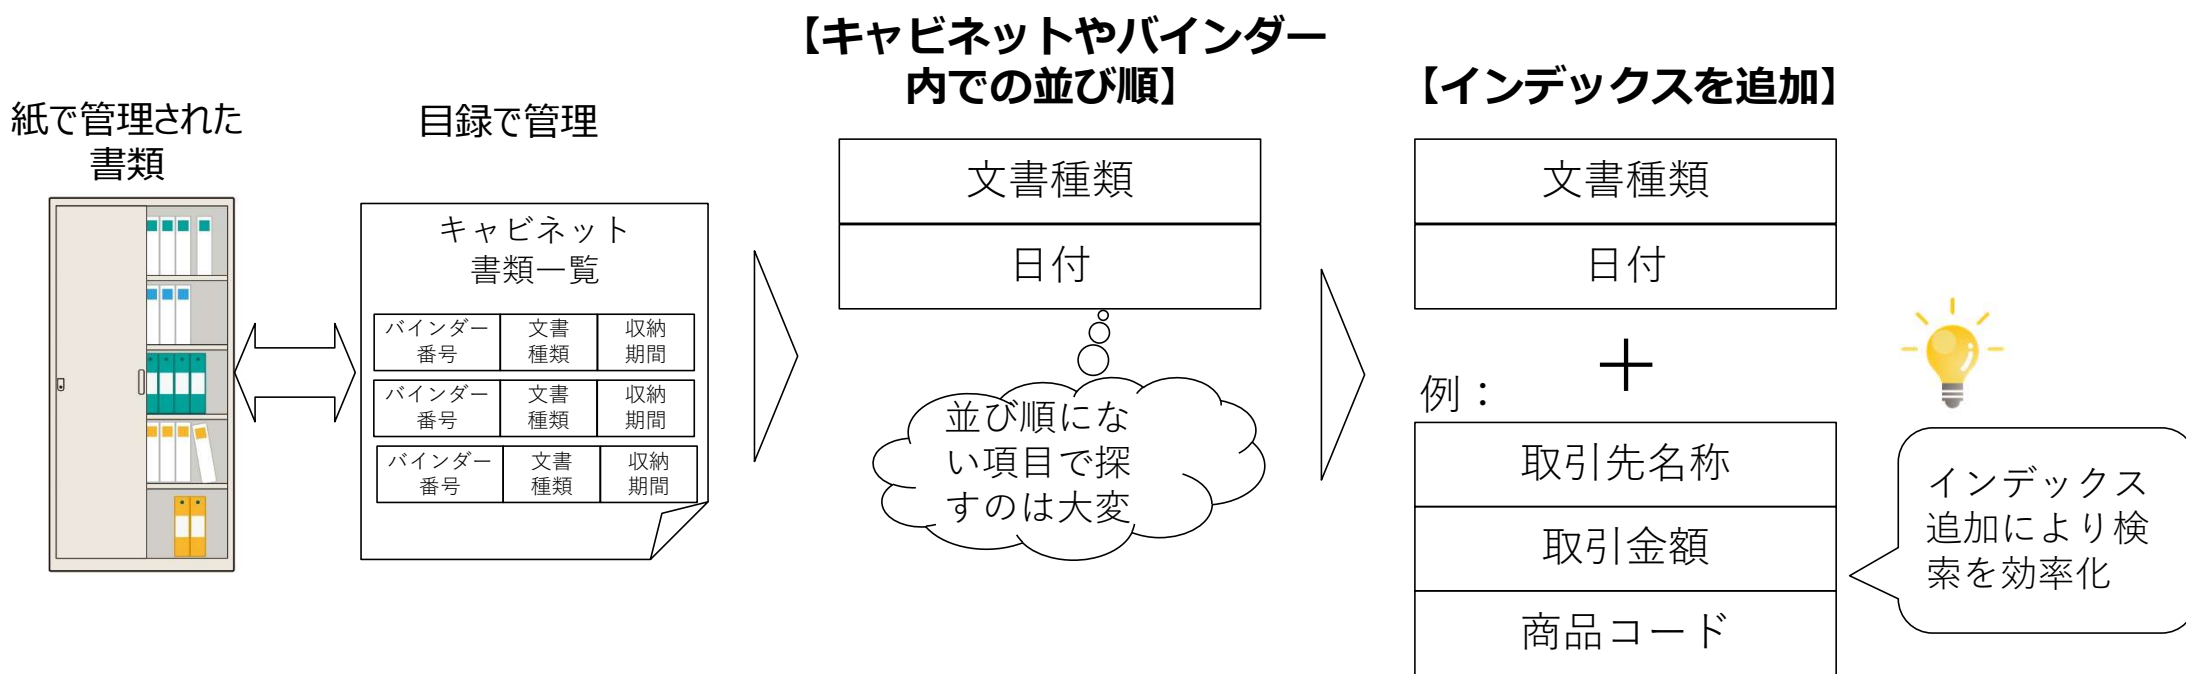 紙で管理された
書類
目録で管理
キャビネット
書類一覧
バインダー
番号
文書
種類
収納
期間
バインダー
番号
文書
種類
収納
期間
バインダー
番号
文書
種類
収納
期間
【キャビネットやバインダー
内での並び順】
文書種類
日付
並び順にな
い項目で探
すのは大変
【インデックスを追加】
文書種類
日付
＋
例：
取引先名称
取引金額
商品コード
インデックス
追加により検
索を効率化